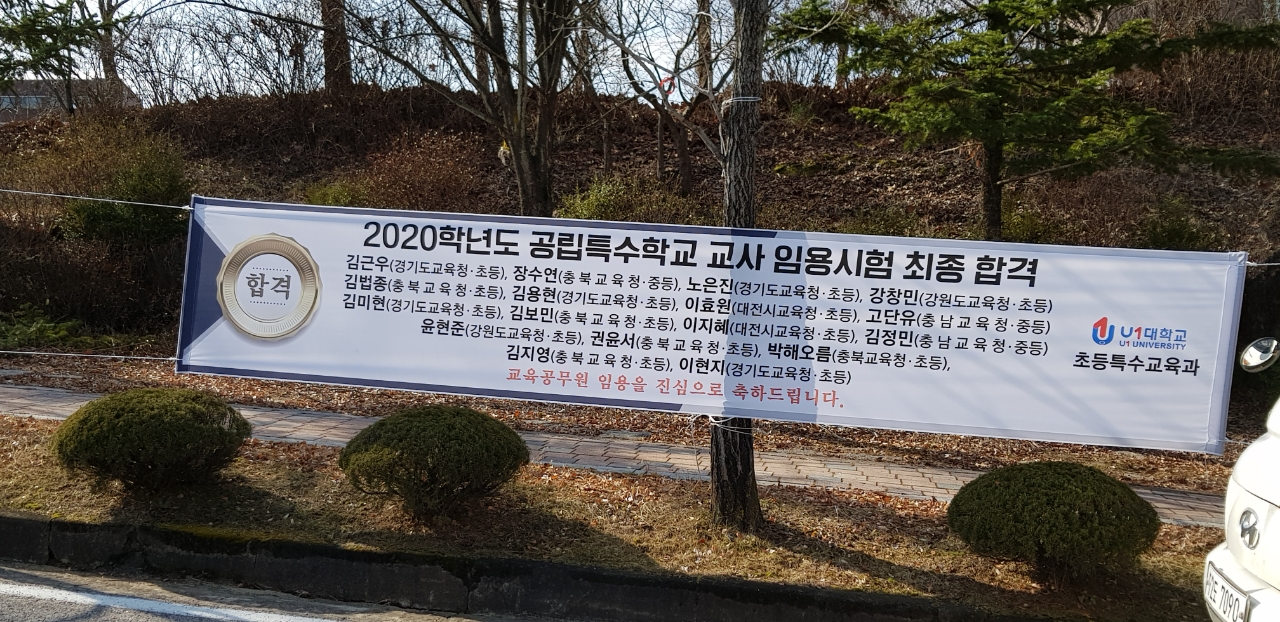 2020학년도 공립특수학교 교사 임용시험 최종 합격
합격
김근우(경기도교육청·초등), 장수연(충북교육청·중등), 노은진(경기도교육청·초등), 강창민(강원도교육청·초등)
김법종(충북교육청·초등), 김용현(경기도교육청·초등), 이효원(대전시교육청·초등), 고단유(충남교육청·중등)
김미현(경기도교육청·초등), 김보민(충북교육청·초등), 이지혜(대전시교육청·초등), 김정민(충남교육청·중등)
윤현준(강원도교육청·초등), 권윤서(충북교육청·초등), 박해오름(충북교육청·초등),
김지영(충북교육청·초등), 이현지(경기도교육청·초등)
교육공무원 임용을 진심으로 축하드립니다.
U1대학교
U1 UNIVERSITY
초등특수교육과
7090